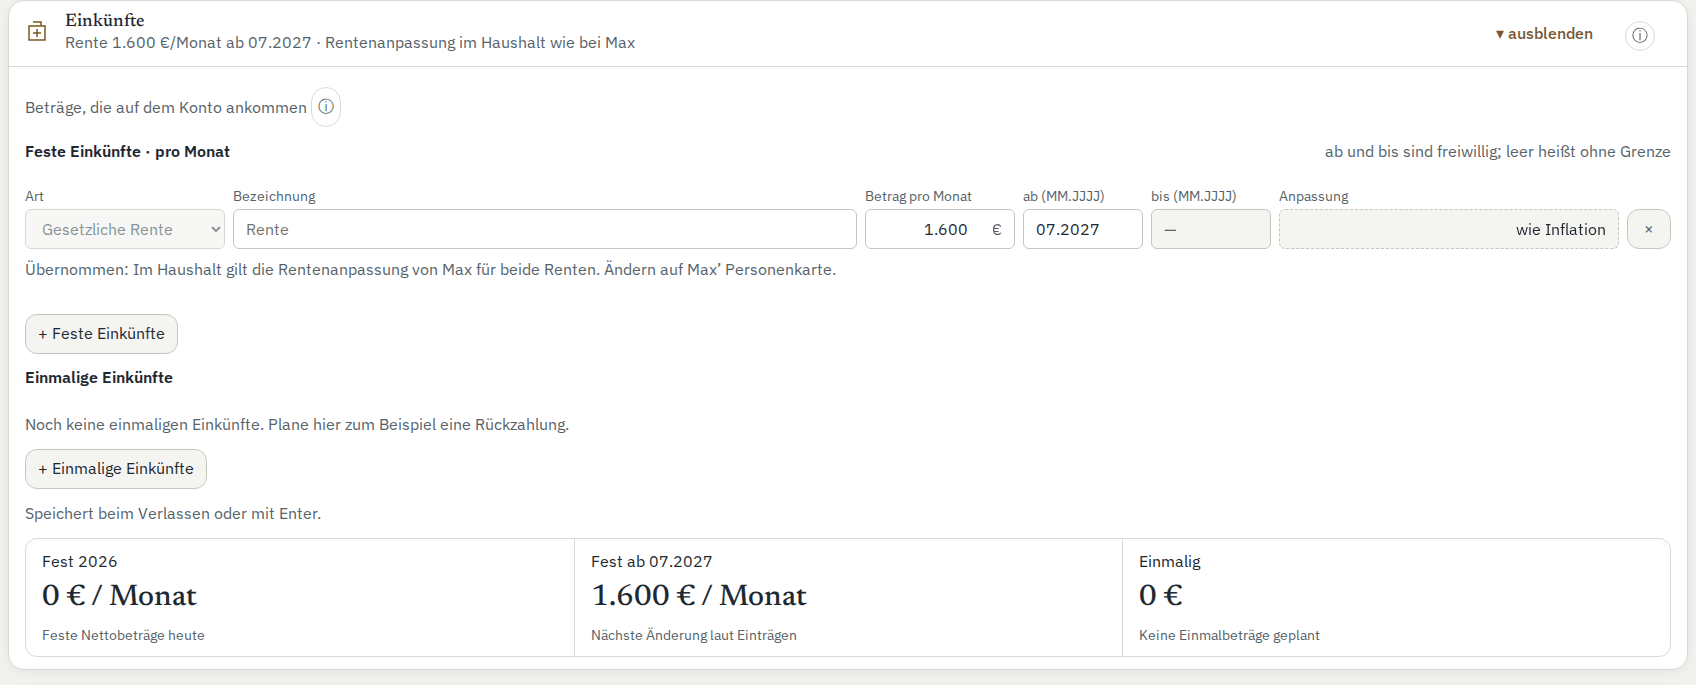 Einkünfte
Rente 1.600 €/Monat ab 07.2027 · Rentenanpassung im Haushalt wie bei Max
▾ ausblenden
ⓘ
Beträge, die auf dem Konto ankommen ⓘ
Feste Einkünfte · pro Monat
ab und bis sind freiwillig; leer heißt ohne Grenze
Art Bezeichnung Betrag pro Monat ab (MM.JJJJ) bis (MM.JJJJ) Anpassung
Gesetzliche Rente Rente 1.600 € 07.2027 — wie Inflation ×
Übernommen: Im Haushalt gilt die Rentenanpassung von Max für beide Renten. Ändern auf Max’ Personenkarte.
+ Feste Einkünfte
Einmalige Einkünfte
Noch keine einmaligen Einkünfte. Plane hier zum Beispiel eine Rückzahlung.
+ Einmalige Einkünfte
Speichert beim Verlassen oder mit Enter.
Fest 2026
0 € / Monat
Feste Nettobeträge heute
Fest ab 07.2027
1.600 € / Monat
Nächste Änderung laut Einträgen
Einmalig
0 €
Keine Einmalbeträge geplant